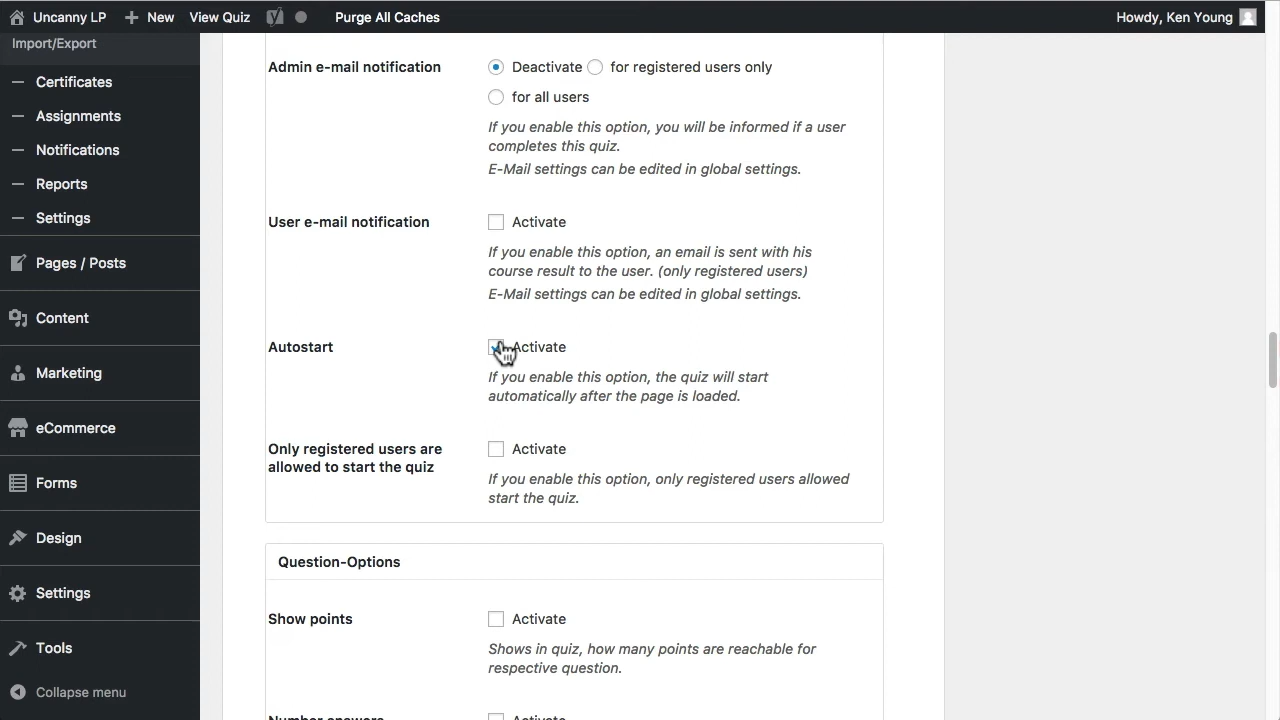 Uncanny LP New View Quiz Purge All Caches Howdy, Ken Young
Import/Export
Certificates
Assignments
Notifications
Reports
Settings
Pages / Posts
Content
Marketing
eCommerce
Forms
Design
Settings
Tools
Collapse menu
Admin e-mail notification
Deactivate for registered users only
for all users
If you enable this option, you will be informed if a user
completes this quiz.
E-Mail settings can be edited in global settings.
User e-mail notification
Activate
If you enable this option, an email is sent with his
course result to the user. (only registered users)
E-Mail settings can be edited in global settings.
Autostart
Activate
If you enable this option, the quiz will start
automatically after the page is loaded.
Only registered users are
allowed to start the quiz
Activate
If you enable this option, only registered users allowed
start the quiz.
Question-Options
Show points
Activate
Shows in quiz, how many points are reachable for
respective question.
Number answers
Activate